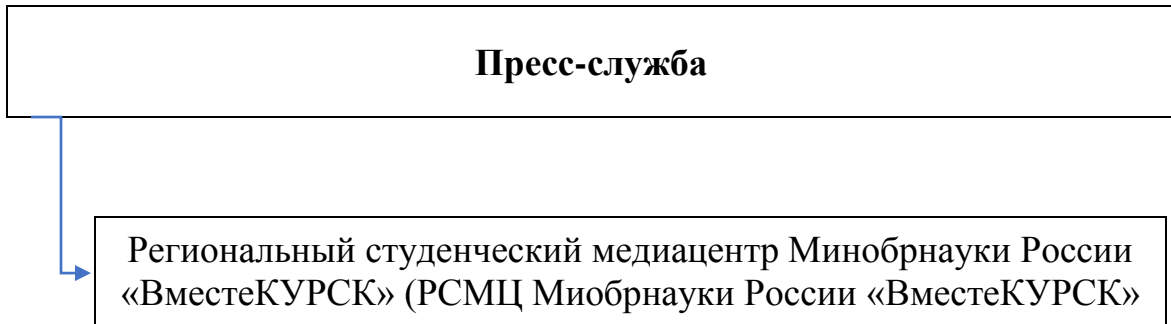 Пресс-служба
Региональный студенческий медиацентр Минобрнауки России
«ВместеКУРСК» (РСМЦ Миобрнауки России «ВместеКУРСК»